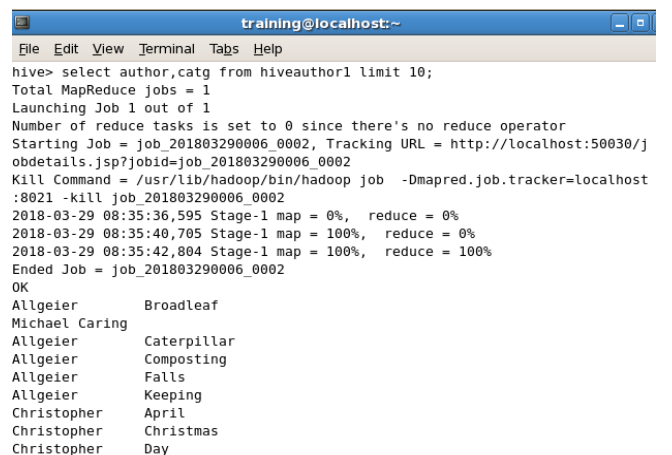 training@localhost:~
File Edit View Terminal Tabs Help
hive> select author,catg from hiveauthor1 limit 10;
Total MapReduce jobs = 1
Launching Job 1 out of 1
Number of reduce tasks is set to 0 since there's no reduce operator
Starting Job = job_201803290006_0002, Tracking URL = http://localhost:50030/j
obdetails.jsp?jobid=job_201803290006_0002
Kill Command = /usr/lib/hadoop/bin/hadoop job  -Dmapred.job.tracker=localhost
:8021 -kill job_201803290006_0002
2018-03-29 08:35:36,595 Stage-1 map = 0%,  reduce = 0%
2018-03-29 08:35:40,705 Stage-1 map = 100%,  reduce = 0%
2018-03-29 08:35:42,804 Stage-1 map = 100%,  reduce = 100%
Ended Job = job_201803290006_0002
OK
Allgeier        Broadleaf
Michael Caring
Allgeier        Caterpillar
Allgeier        Composting
Allgeier        Falls
Allgeier        Keeping
Christopher     April
Christopher     Christmas
Christopher     Day